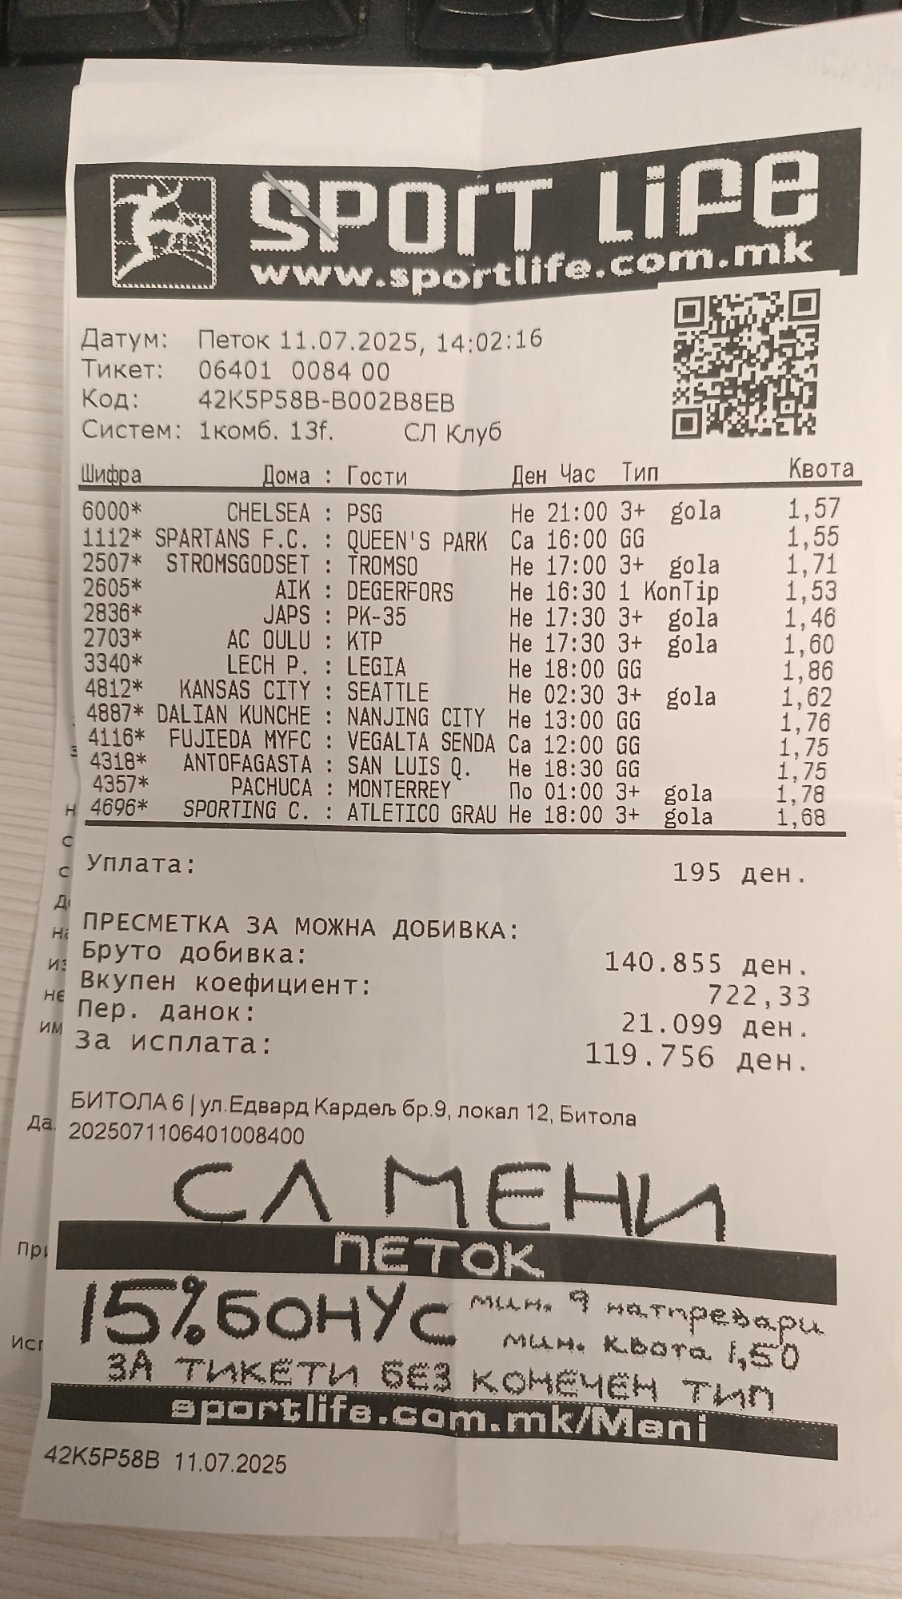 SPORT LIFE
www.sportlife.com.mk
Датум: Петок 11.07.2025, 14:02:16
Тикет: 06401 0084 00
Код: 42K5P58B-B002B8EB
Систем: 1комб. 13f. СЛ Клуб
Шифра Дома : Гости Ден Час Тип Квота
6000* CHELSEA : PSG Не 21:00 3+ gola 1,57
1112* SPARTANS F.C. : QUEEN'S PARK Са 16:00 GG 1,55
2507* STROMSGODSET : TROMSO Не 17:00 3+ gola 1,71
2605* AIK : DEGERFORS Не 16:30 1 KonTip 1,53
2836* JAPS : PK-35 Не 17:30 3+ gola 1,46
2703* AC OULU : KTP Не 17:30 3+ gola 1,60
3340* LECH P. : LEGIA Не 18:00 GG 1,86
4812* KANSAS CITY : SEATTLE Не 02:30 3+ gola 1,62
4887* DALIAN KUNCHE : NANJING CITY Не 13:00 GG 1,76
4116* FUJIEDA MYFC : VEGALTA SENDA Са 12:00 GG 1,75
4318* ANTOFAGASTA : SAN LUIS Q. Не 18:30 GG 1,75
4357* PACHUCA : MONTERREY По 01:00 3+ gola 1,78
4696* SPORTING C. : ATLETICO GRAU Не 18:00 3+ gola 1,68
Уплата: 195 ден.
ПРЕСМЕТКА ЗА МОЖНА ДОБИВКА:
Бруто добивка: 140.855 ден.
Вкупен коефициент: 722,33
Пер. данок: 21.099 ден.
За исплата: 119.756 ден.
БИТОЛА 6 | ул.Едвард Кардељ бр.9, локал 12, Битола
2025071106401008400
СЛ МЕНИ
ПЕТОК
15% БОНУС мин. 9 натпревари
мин. квота 1,50
ЗА ТИКЕТИ БЕЗ КОНЕЧЕН ТИП
sportlife.com.mk/Meni
42K5P58B 11.07.2025